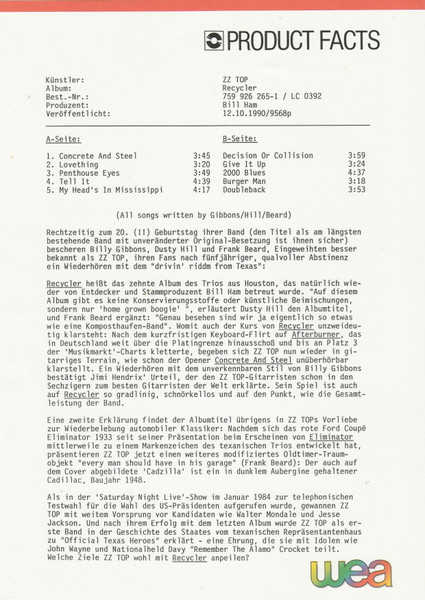 PRODUCT FACTS
Künstler: ZZ TOP
Album: Recycler
Best.-Nr.: 759 926 265-1 / LC 0392
Produzent: Bill Ham
Veröffentlicht: 12.10.1990/9568p
A-Seite: B-Seite:
1. Concrete And Steel 3:45 Decision Or Collision 3:59
2. Lovething 3:20 Give It Up 3:24
3. Penthouse Eyes 3:49 2000 Blues 4:37
4. Tell It 4:39 Burger Man 3:18
5. My Head's In Mississippi 4:17 Doubleback 3:53
(All songs written by Gibbons/Hill/Beard)
Rechtzeitig zum 20. (!!) Geburtstag ihrer Band (den Titel als am längsten
bestehende Band mit unveränderter Original-Besetzung ist ihnen sicher)
bescheren Billy Gibbons, Dusty Hill und Frank Beard, Eingeweihten besser
bekannt als ZZ TOP, ihren Fans nach fünfjähriger, qualvoller Abstinenz
ein Wiederhören mit dem "drivin' riddm from Texas":
Recycler heißt das zehnte Album des Trios aus Houston, das natürlich wie-
der von Entdecker und Stammproduzent Bill Ham betreut wurde. "Auf diesem
Album gibt es keine Konservierungsstoffe oder künstliche Beimischungen,
sondern nur 'home grown boogie' ", erläutert Dusty Hill den Albumtitel,
und Frank Beard ergänzt: "Genau besehen sind wir ja eigentlich so etwas
wie eine Komposthaufen-Band". Womit auch der Kurs von Recycler unzweideu-
tig klarsteht: Nach dem kurzfristigen Keyboard-Flirt auf Afterburner, das
in Deutschland weit über die Platingrenze hinausschoß und bis an Platz 3
der 'Musikmarkt'-Charts kletterte, begeben sich ZZ TOP nun wieder in gi-
tarriges Terrain, wie schon der Opener Concrete And Steel unüberhörbar
klarstellt. Ein Wiederhören mit dem unverkennbaren Stil von Billy Gibbons
bestätigt Jimi Hendrix' Urteil, der den ZZ TOP-Gitarristen schon in den
Sechzigern zum besten Gitarristen der Welt erklärte. Sein Spiel ist auch
auf Recycler so gradlinig, schnörkellos und auf den Punkt, wie die Gesamt-
leistung der Band.
Eine zweite Erklärung findet der Albumtitel übrigens in ZZ TOPs Vorliebe
zur Wiederbelebung automobiler Klassiker: Nachdem sich das rote Ford Coupé
Eliminator 1933 seit seiner Präsentation beim Erscheinen von Eliminator
mittlerweile zu einem Markenzeichen des texanischen Trios entwickelt hat,
präsentieren ZZ TOP jetzt einen weiteres modifiziertes Oldtimer-Traum-
objekt "every man should have in his garage" (Frank Beard): Der auch auf
dem Cover abgebildete 'Cadzilla' ist ein in dunklem Aubergine gehaltener
Cadillac, Baujahr 1948.
Als in der 'Saturday Night Live'-Show im Januar 1984 zur telephonischen
Testwahl für die Wahl des US-Präsidenten aufgerufen wurde, gewannen ZZ
TOP mit weitem Vorsprung vor Kandidaten wie Walter Mondale und Jesse
Jackson. Und nach ihrem Erfolg mit dem letzten Album wurde ZZ TOP als er-
ste Band in der Geschichte des Staates vom texanischen Repräsentantenhaus
zu "Official Texas Heroes" erklärt - eine Ehrung, die sie mit Idolen wie
John Wayne und Nationalheld Davy "Remember The Alamo" Crocket teilt.
Welche Ziele ZZ TOP wohl mit Recycler anpeilen?
wea